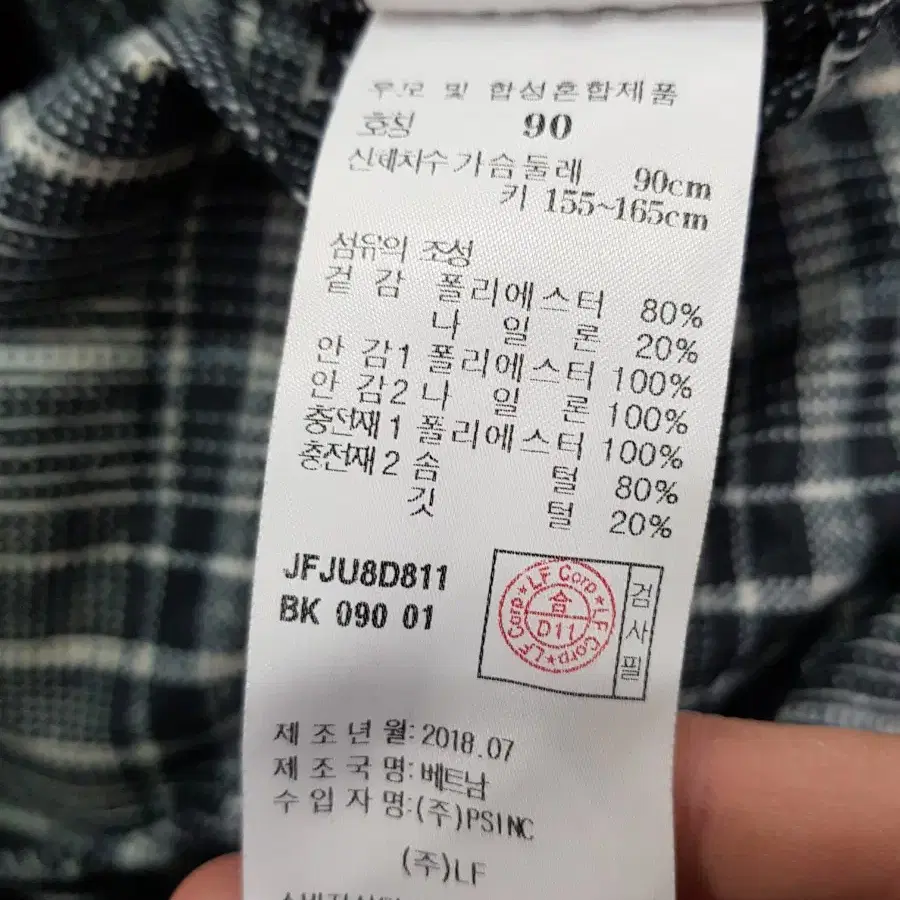 및 합성혼합제품
호칭 90
신체치수 가슴둘레 90cm
키 155~165cm
섬유의 조성
겉 감 폴리에스터 80%
나 일 론 20%
안 감1 폴리에스터 100%
안 감2 나 일 론 100%
충전재1 폴리에스터 100%
충전재2 솜 털 80%
깃 털 20%
JFJU8D811
BK 090 01
LF Corp★LF Corp★LF Corp★
合
D11
검사필
제 조 년 월: 2018.07
제 조 국 명: 베트남
수 입 자 명: (주)PSINC
(주)LF